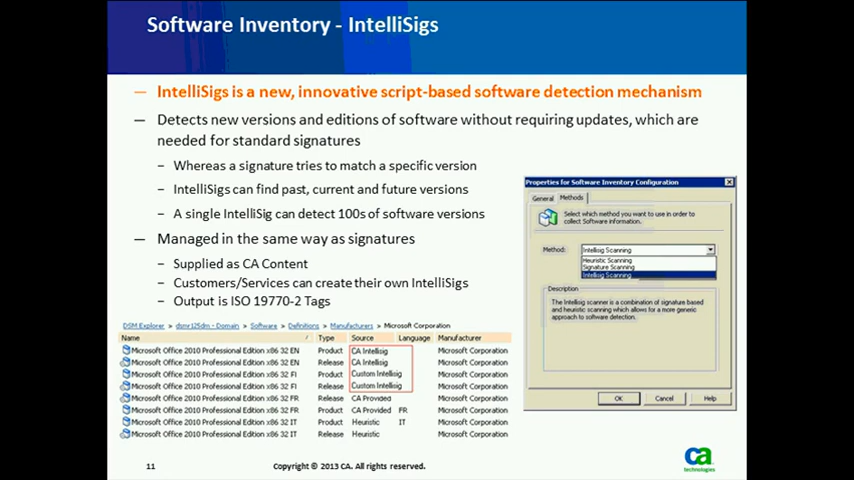 Software Inventory - IntelliSigs
— IntelliSigs is a new, innovative script-based software detection mechanism
— Detects new versions and editions of software without requiring updates, which are
needed for standard signatures
– Whereas a signature tries to match a specific version
– IntelliSigs can find past, current and future versions
– A single IntelliSig can detect 100s of software versions
— Managed in the same way as signatures
– Supplied as CA Content
– Customers/Services can create their own IntelliSigs
– Output is ISO 19770-2 Tags
Properties for Software Inventory Configuration
General Methods
Select which method you want to use in order to
collect Software information.
Method: Intellisig Scanning
Heuristic Scanning
Signature Scanning
Intellisig Scanning
Description
The Intellisig scanner is a combination of signature based
and heuristic scanning which allows for a more generic
approach to software detection.
OK Cancel Help
DSM Explorer > dsmr125dm - Domain > Software > Definitions > Manufacturers > Microsoft Corporation
Name / Type Source Language Manufacturer
Microsoft Office 2010 Professional Edition x86 32 EN Product CA Intellisig Microsoft Corporation
Microsoft Office 2010 Professional Edition x86 32 EN Release CA Intellisig Microsoft Corporation
Microsoft Office 2010 Professional Edition x86 32 FI Product Custom Intellisig Microsoft Corporation
Microsoft Office 2010 Professional Edition x86 32 FI Release Custom Intellisig Microsoft Corporation
Microsoft Office 2010 Professional Edition x86 32 FR Release CA Provided Microsoft Corporation
Microsoft Office 2010 Professional Edition x86 32 FR Product CA Provided FR Microsoft Corporation
Microsoft Office 2010 Professional Edition x86 32 IT Product Heuristic IT Microsoft Corporation
Microsoft Office 2010 Professional Edition x86 32 IT Release Heuristic Microsoft Corporation
11 Copyright © 2013 CA. All rights reserved.
ca
technologies